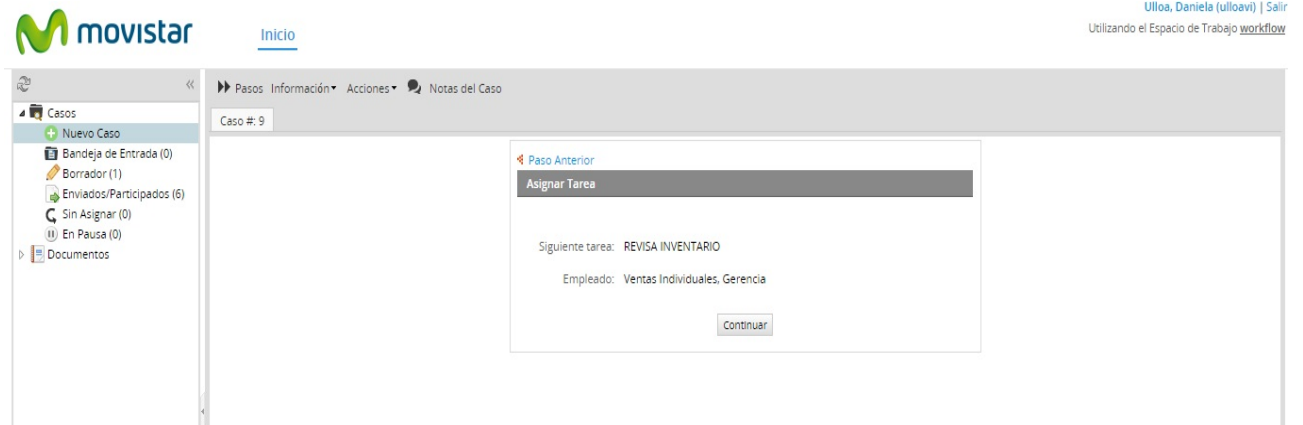 Ulloa, Daniela (ulloavi) | Salir
movistar
Inicio
Utilizando el Espacio de Trabajo workflow
Pasos Información Acciones Notas del Caso
Casos
Caso #: 9
Nuevo Caso
Bandeja de Entrada (0)
Borrador (1)
Enviados/Participados (6)
Sin Asignar (0)
En Pausa (0)
Documentos
Paso Anterior
Asignar Tarea
Siguiente tarea: REVISA INVENTARIO
Empleado: Ventas Individuales, Gerencia
Continuar